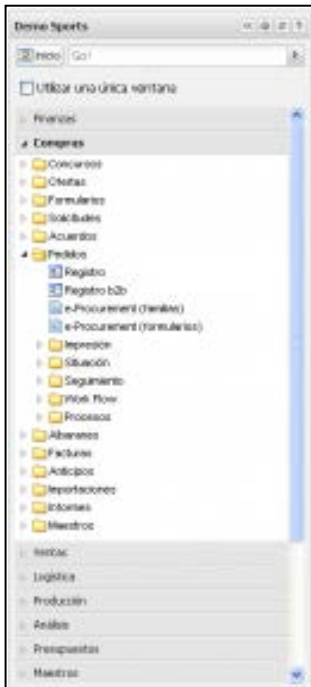 Demo Sports
Inicio Go!
Utilizar una única ventana
Finanzas
Compras
Concursos
Ofertas
Formularios
Solicitudes
Acuerdos
Pedidos
Registro
Registro b2b
e-Procurement (familias)
e-Procurement (formularios)
Impresión
Situación
Seguimiento
Work Flow
Procesos
Albaranes
Facturas
Anticipos
Importaciones
Informes
Maestros
Ventas
Logística
Producción
Análisis
Presupuestos
Maestros